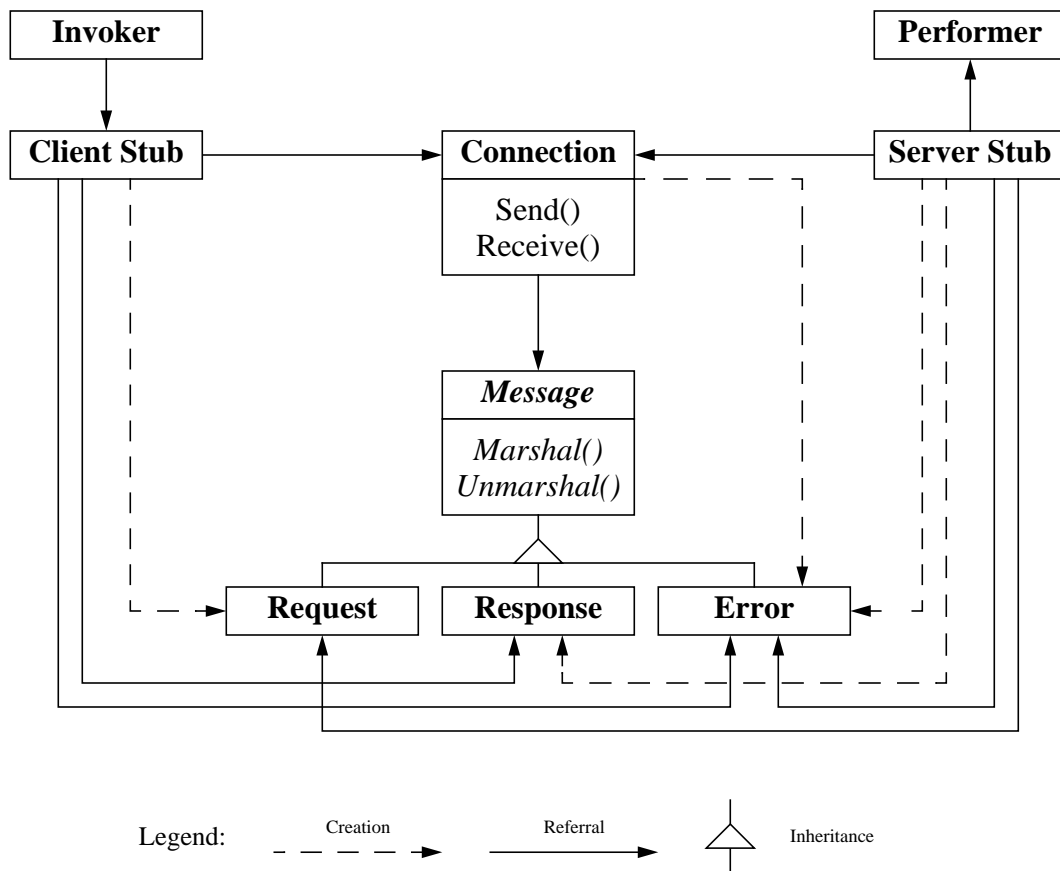 Invoker
Performer
Client Stub
Connection
Server Stub
Send()
Receive()
Message
Marshal()
Unmarshal()
Request
Response
Error
Legend:
Creation
Referral
Inheritance